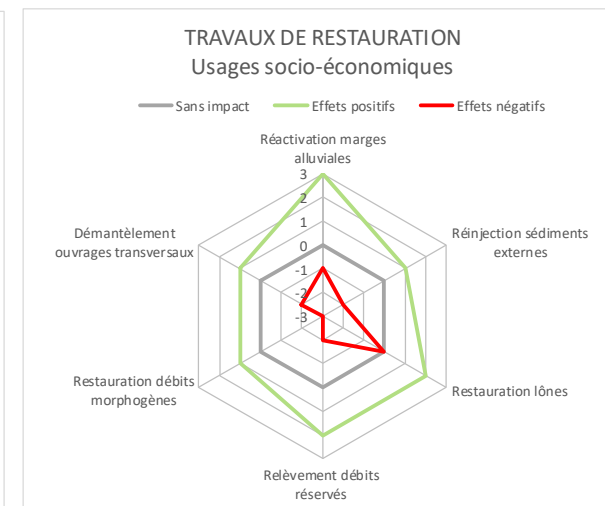 TRAVAUX DE RESTAURATION
Usages socio-économiques
Sans impact Effets positifs Effets négatifs
Réactivation marges
alluviales
3
2
1
0
-1
-2
-3
Réinjection sédiments
externes
Restauration lônes
Relèvement débits
réservés
Restauration débits
morphogènes
Démantèlement
ouvrages transversaux